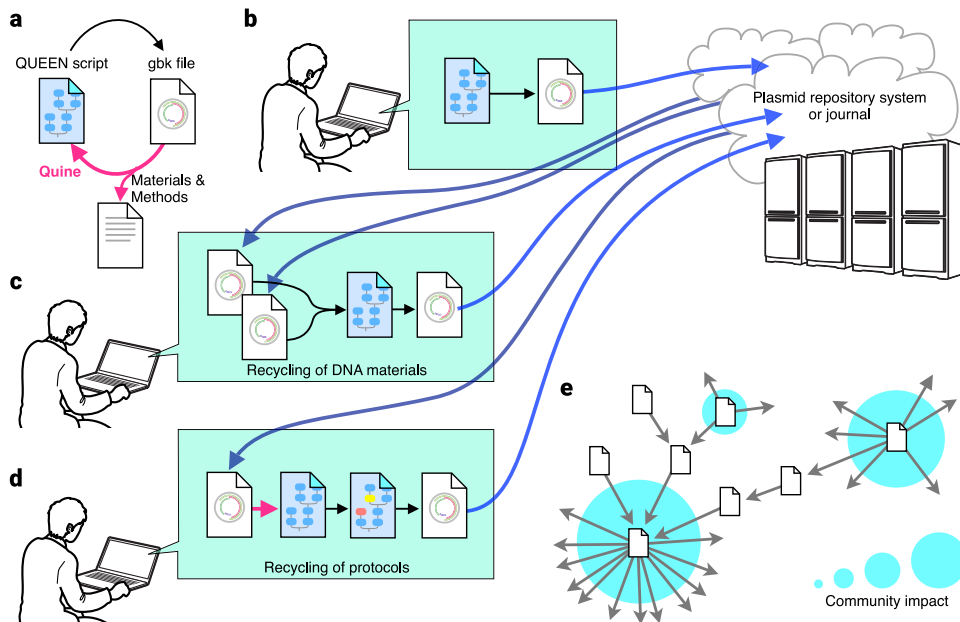 a
QUEEN script
gbk file
Quine
Materials &
Methods
b
Plasmid repository system
or journal
c
Recycling of DNA materials
d
Recycling of protocols
e
Community impact